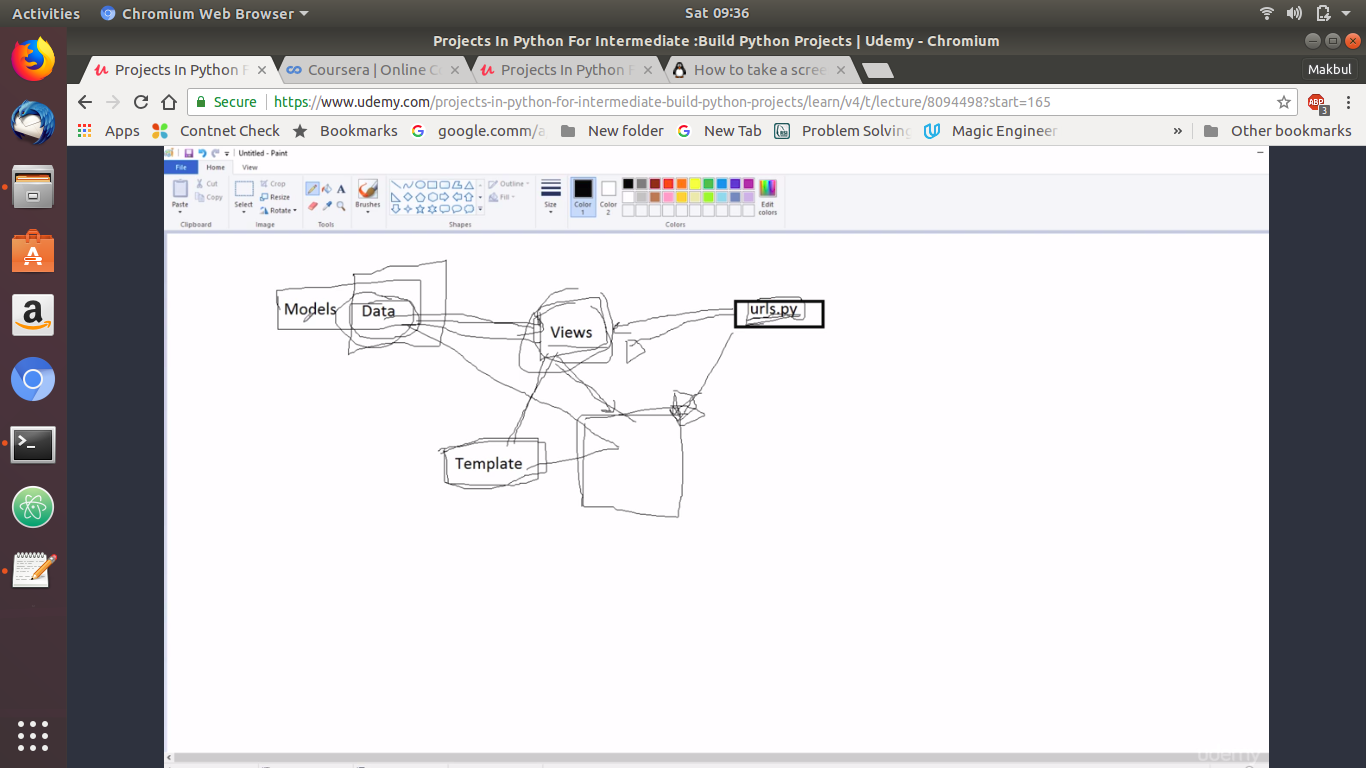 Activities Chromium Web Browser Sat 09:36
Projects In Python For Intermediate :Build Python Projects | Udemy - Chromium
Projects In Python F Coursera | Online Co Projects In Python F How to take a scree Makbul
Secure https://www.udemy.com/projects-in-python-for-intermediate-build-python-projects/learn/v4/t/lecture/8094498?start=165
ABP 3
Apps Contnet Check Bookmarks google.comm/a New folder New Tab Problem Solving Magic Engineer » Other bookmarks
Untitled - Paint
File Home View
Paste Cut Copy Select Crop Resize Rotate A Brushes Outline Fill Size Color 1 Color 2 Edit colors
Clipboard Image Tools Shapes Colors
Models Data Views urls.py
Template
udemy